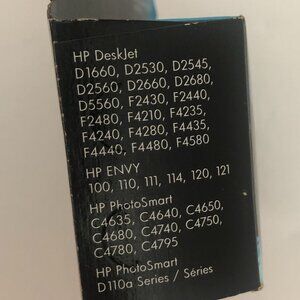 HP DeskJet
D1660, D2530, D2545,
D2560, D2660, D2680,
D5560, F2430, F2440,
F2480, F4210, F4235,
F4240, F4280, F4435,
F4440, F4480, F4580
HP ENVY
100, 110, 111, 114, 120, 121
HP PhotoSmart
C4635, C4640, C4650,
C4680, C4740, C4750,
C4780, C4795
HP PhotoSmart
D110a Series / Séries